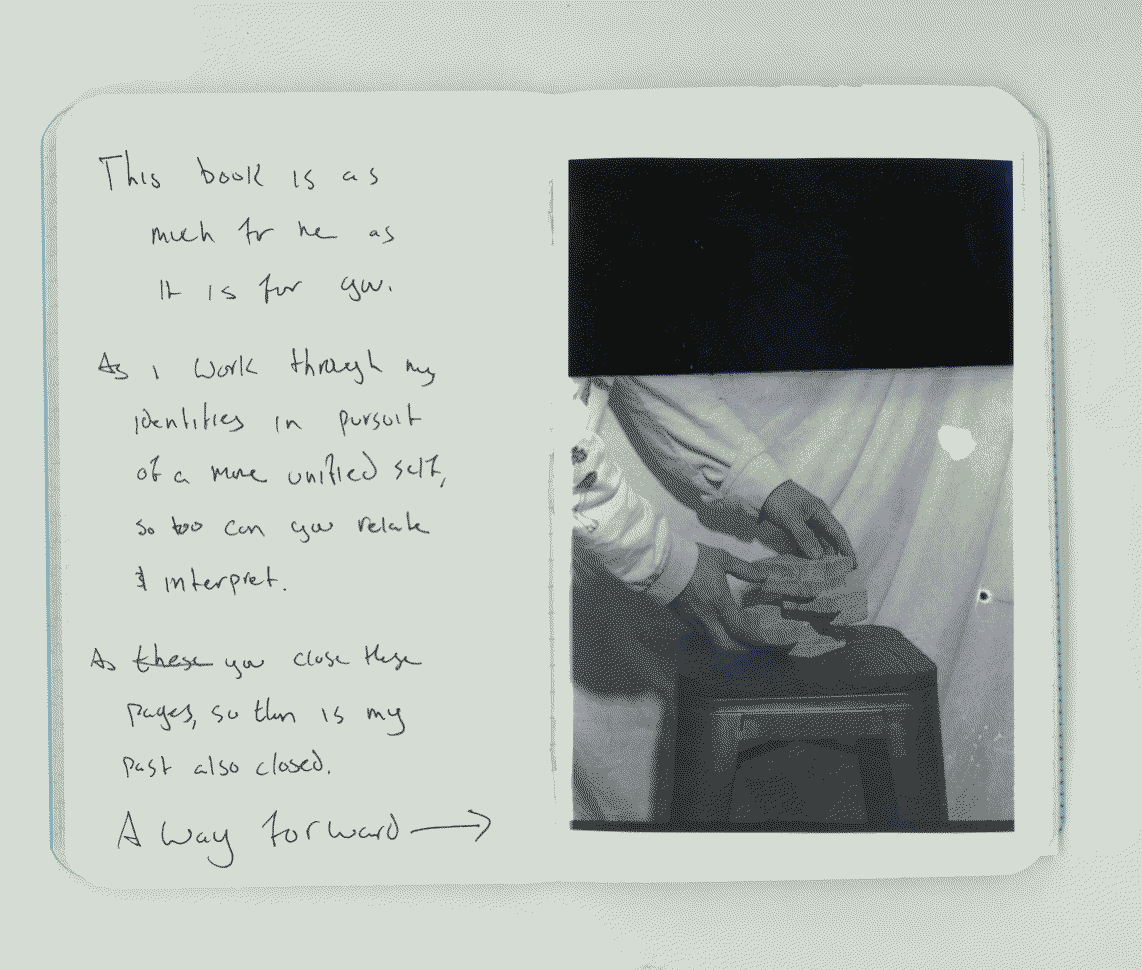 This book is as
much for me as
it is for you.
As i work through my
identities in pursuit
of a more unified self,
so too can you relate
& interpret.
As these you close these
pages, so then is my
past also closed.
A way forward →